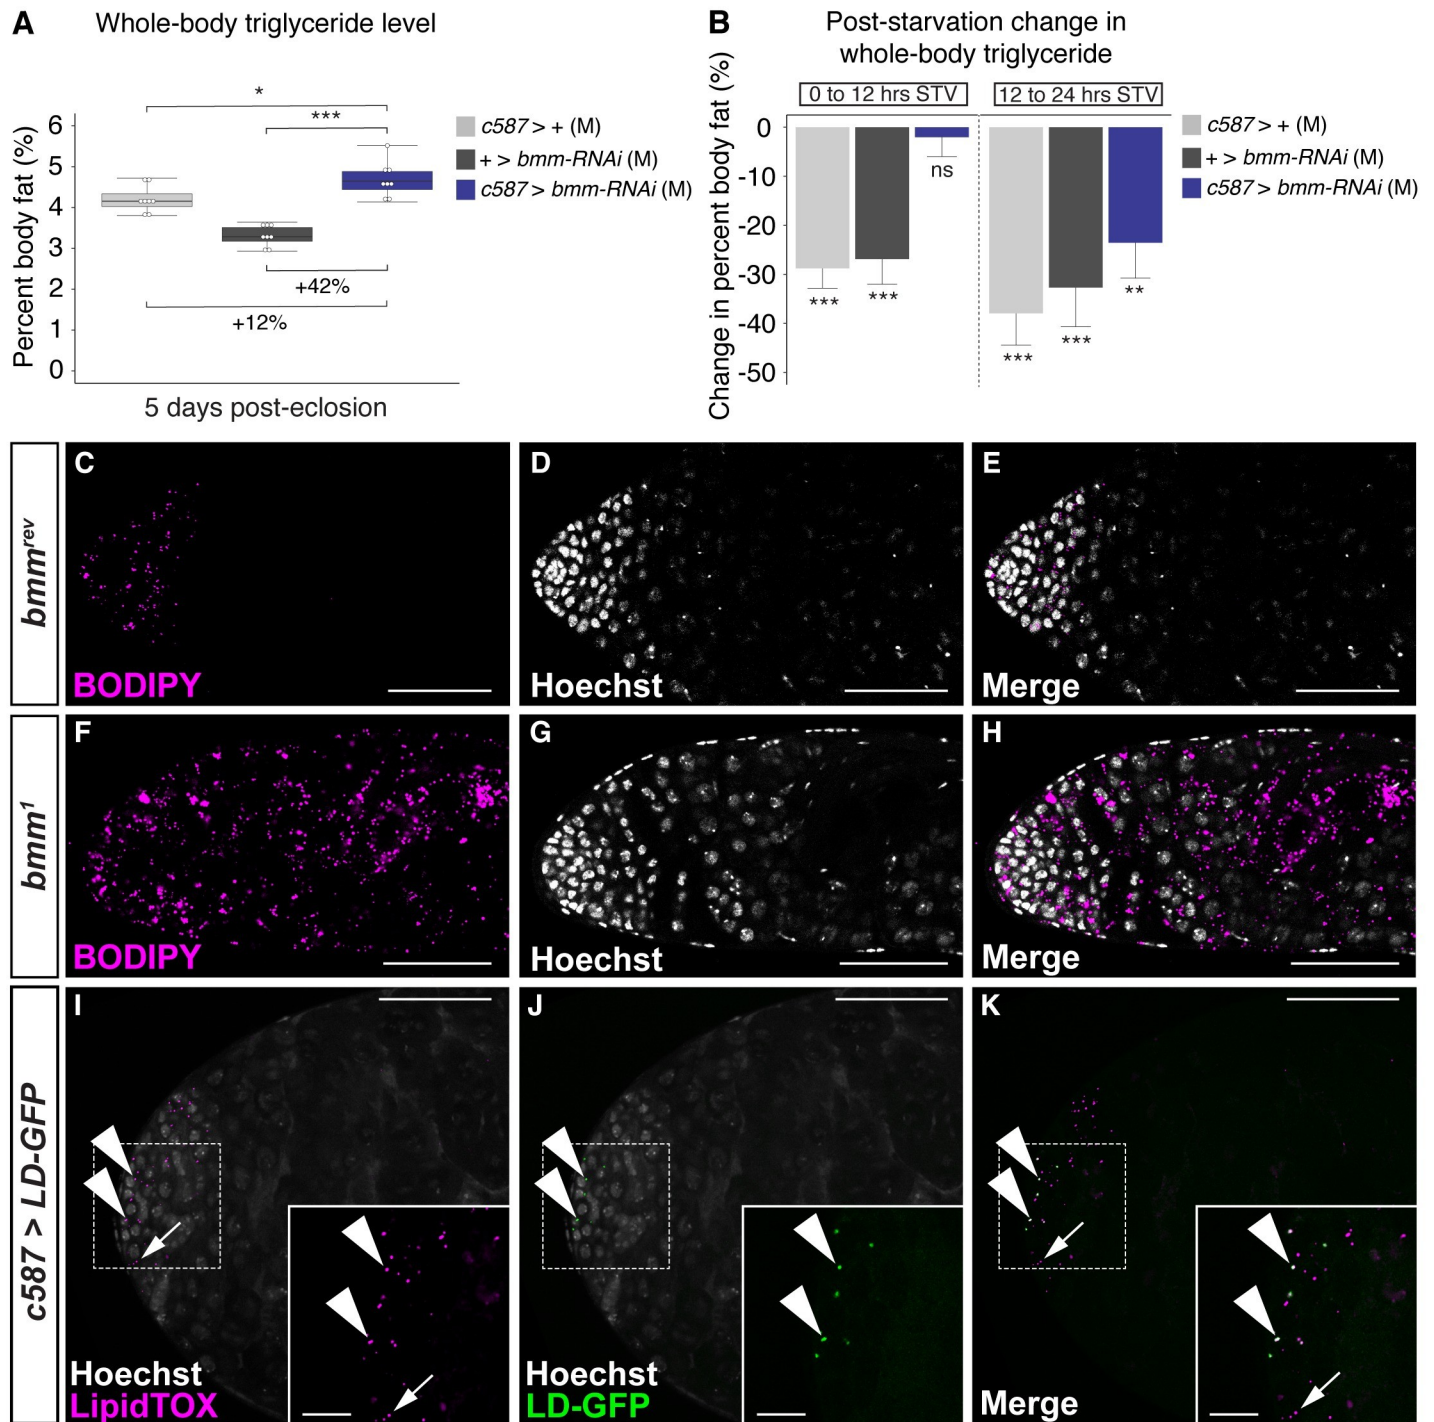 A
Whole-body triglyceride level
Percent body fat (%)
6
5
4
3
2
1
0
*
***
+42%
+12%
5 days post-eclosion
c587 > + (M)
+ > bmm-RNAi (M)
c587 > bmm-RNAi (M)
B
Post-starvation change in
whole-body triglyceride
Change in percent body fat (%)
0 to 12 hrs STV
12 to 24 hrs STV
0
-10
-20
-30
-40
-50
***
***
ns
***
***
**
c587 > + (M)
+ > bmm-RNAi (M)
c587 > bmm-RNAi (M)
bmmrev
C
BODIPY
D
Hoechst
E
Merge
bmm1
F
BODIPY
G
Hoechst
H
Merge
c587 > LD-GFP
I
Hoechst
LipidTOX
J
Hoechst
LD-GFP
K
Merge